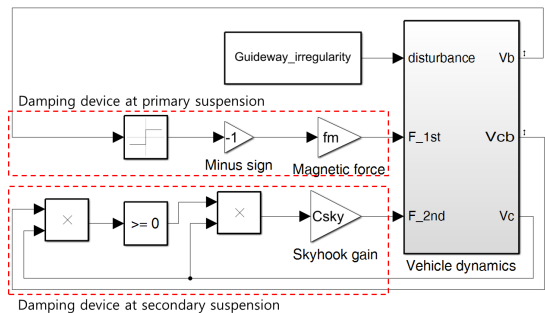 Guideway_irregularity
disturbance
Vb
Damping device at primary suspension
-1
fm
F_1st
Vcb
Minus sign
Magnetic force
×
>= 0
×
Csky
F_2nd
Vc
Skyhook gain
Vehicle dynamics
Damping device at secondary suspension